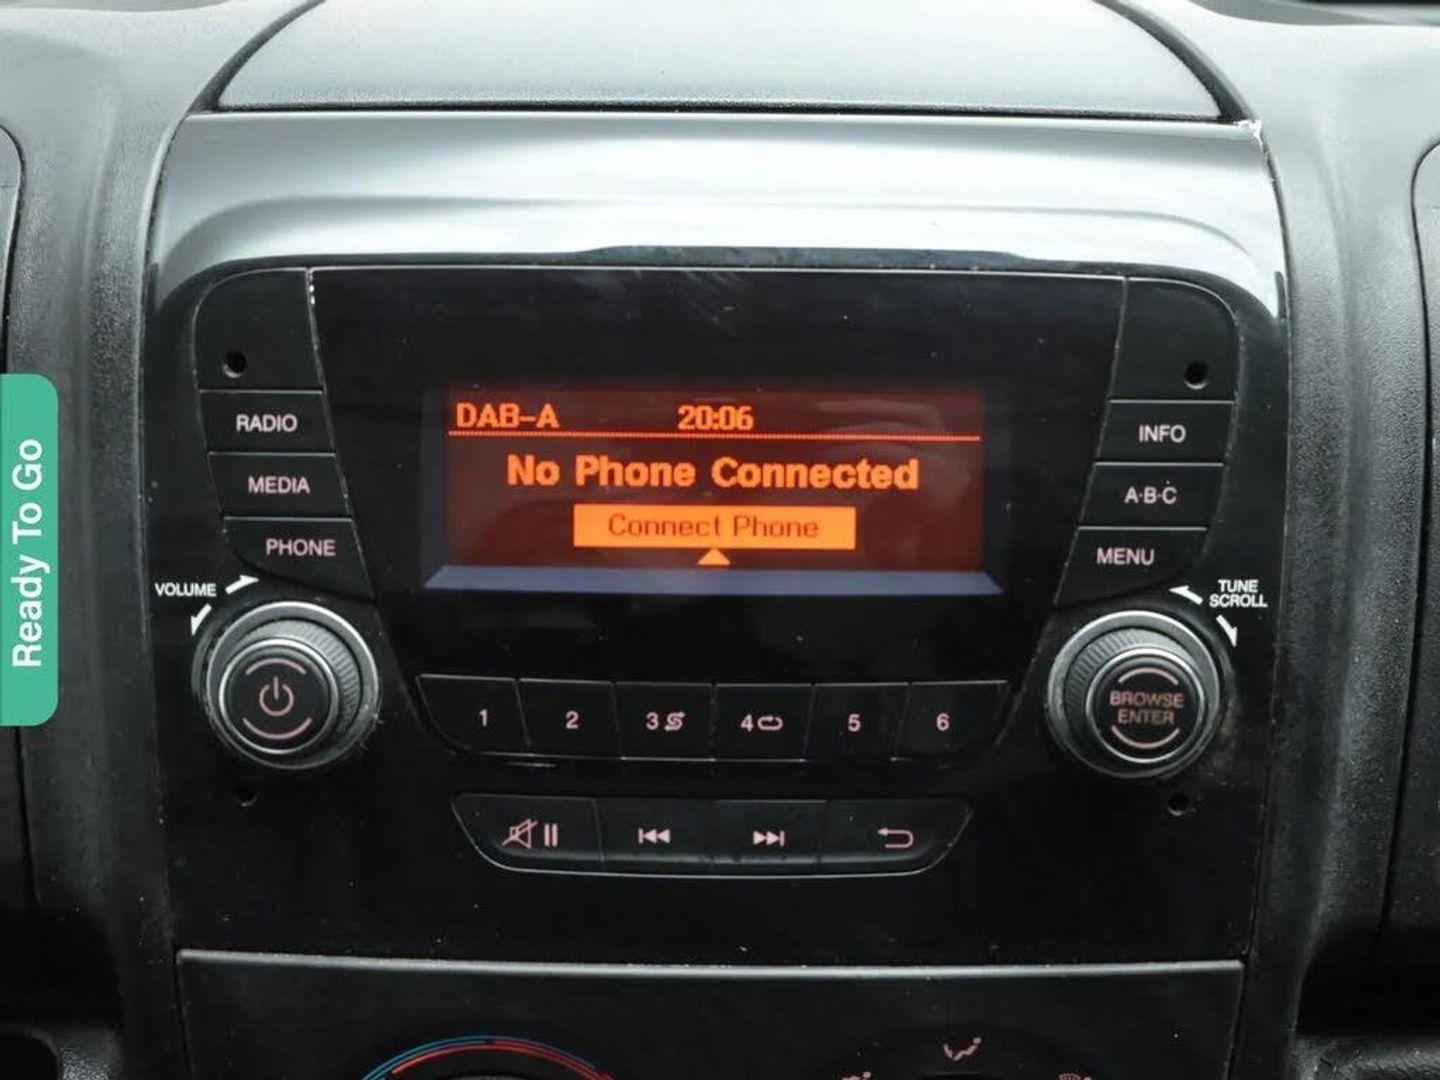 Ready To Go
DAB-A 20:06
No Phone Connected
Connect Phone
RADIO
MEDIA
PHONE
VOLUME
INFO
A·B·C
MENU
TUNE
SCROLL
BROWSE
ENTER
1 2 3 4 5 6